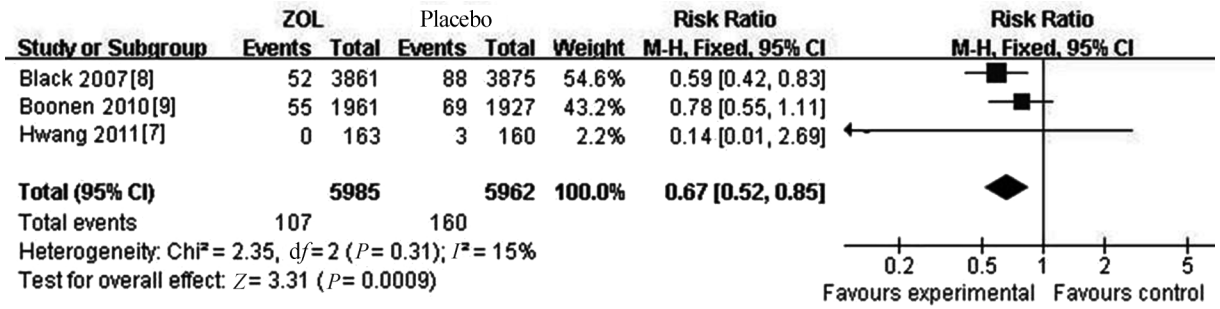 ZOL Placebo Risk Ratio Risk Ratio
Study or Subgroup Events Total Events Total Weight M-H, Fixed, 95% CI M-H, Fixed, 95% CI
Black 2007[8] 52 3861 88 3875 54.6% 0.59 [0.42, 0.83]
Boonen 2010[9] 55 1961 69 1927 43.2% 0.78 [0.55, 1.11]
Hwang 2011[7] 0 163 3 160 2.2% 0.14 [0.01, 2.69]
Total (95% CI) 5985 5962 100.0% 0.67 [0.52, 0.85]
Total events 107 160
Heterogeneity: Chi² = 2.35, df=2 (P= 0.31); I² = 15%
Test for overall effect: Z= 3.31 (P= 0.0009)
0.2 0.5 1 2 5
Favours experimental Favours control